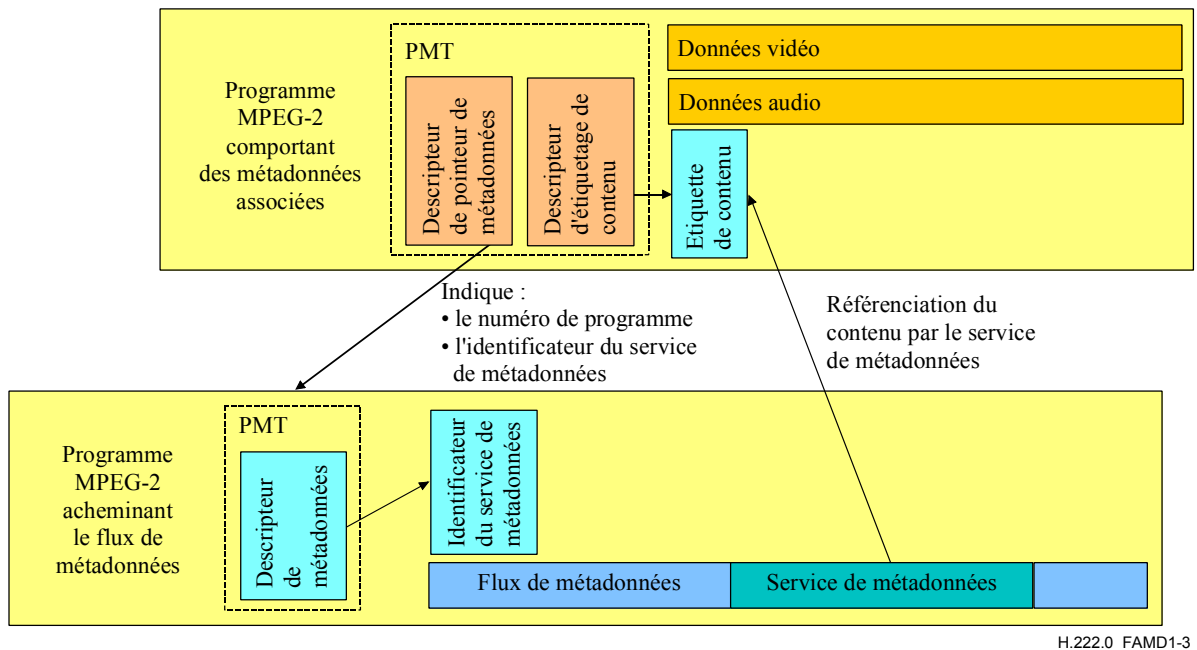 Programme
MPEG-2
comportant
des métadonnées
associées
PMT
Descripteur
de pointeur de
métadonnées
Descripteur
d'étiquetage de
contenu
Données vidéo
Données audio
Etiquette
de contenu
Indique :
• le numéro de programme
• l'identificateur du service
de métadonnées
Référenciation du
contenu par le service
de métadonnées
Programme
MPEG-2
acheminant
le flux de
métadonnées
PMT
Descripteur
de
métadonnées
Identificateur
du service de
métadonnées
Flux de métadonnées
Service de métadonnées
H.222.0_FAMD1-3